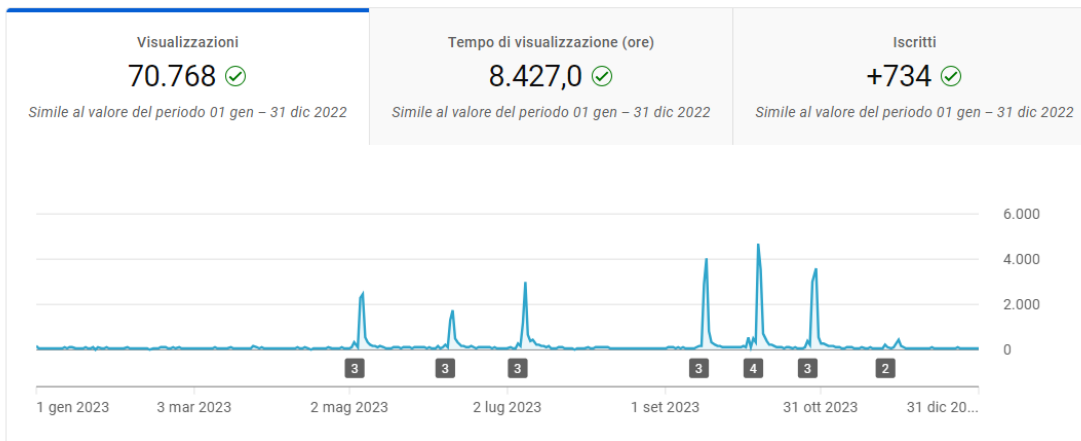 Visualizzazioni
70.768
Simile al valore del periodo 01 gen – 31 dic 2022
Tempo di visualizzazione (ore)
8.427,0
Simile al valore del periodo 01 gen – 31 dic 2022
Iscritti
+734
Simile al valore del periodo 01 gen – 31 dic 2022
6.000
4.000
2.000
0
3 3 3 3 4 3 2
1 gen 2023 3 mar 2023 2 mag 2023 2 lug 2023 1 set 2023 31 ott 2023 31 dic 20...